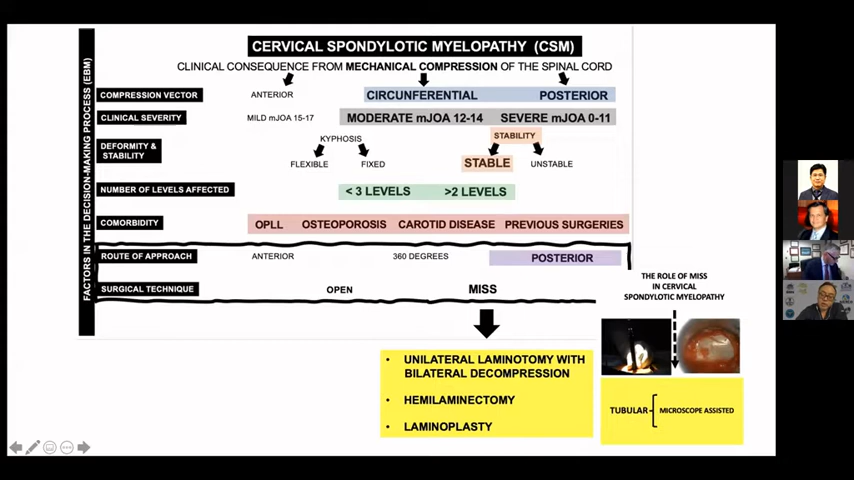 CERVICAL SPONDYLOTIC MYELOPATHY (CSM)
CLINICAL CONSEQUENCE FROM MECHANICAL COMPRESSION OF THE SPINAL CORD
FACTORS IN THE DECISION-MAKING PROCESS (EBM)
COMPRESSION VECTOR ANTERIOR CIRCUNFERENTIAL POSTERIOR
CLINICAL SEVERITY MILD mJOA 15-17 MODERATE mJOA 12-14 SEVERE mJOA 0-11
DEFORMITY &
STABILITY
KYPHOSIS STABILITY
FLEXIBLE FIXED STABLE UNSTABLE
NUMBER OF LEVELS AFFECTED < 3 LEVELS >2 LEVELS
COMORBIDITY OPLL OSTEOPOROSIS CAROTID DISEASE PREVIOUS SURGERIES
ROUTE OF APPROACH ANTERIOR 360 DEGREES POSTERIOR
SURGICAL TECHNIQUE OPEN MISS
• UNILATERAL LAMINOTOMY WITH
BILATERAL DECOMPRESSION
• HEMILAMINECTOMY
• LAMINOPLASTY
THE ROLE OF MISS
IN CERVICAL
SPONDYLOTIC MYELOPATHY
TUBULAR MICROSCOPE ASSISTED